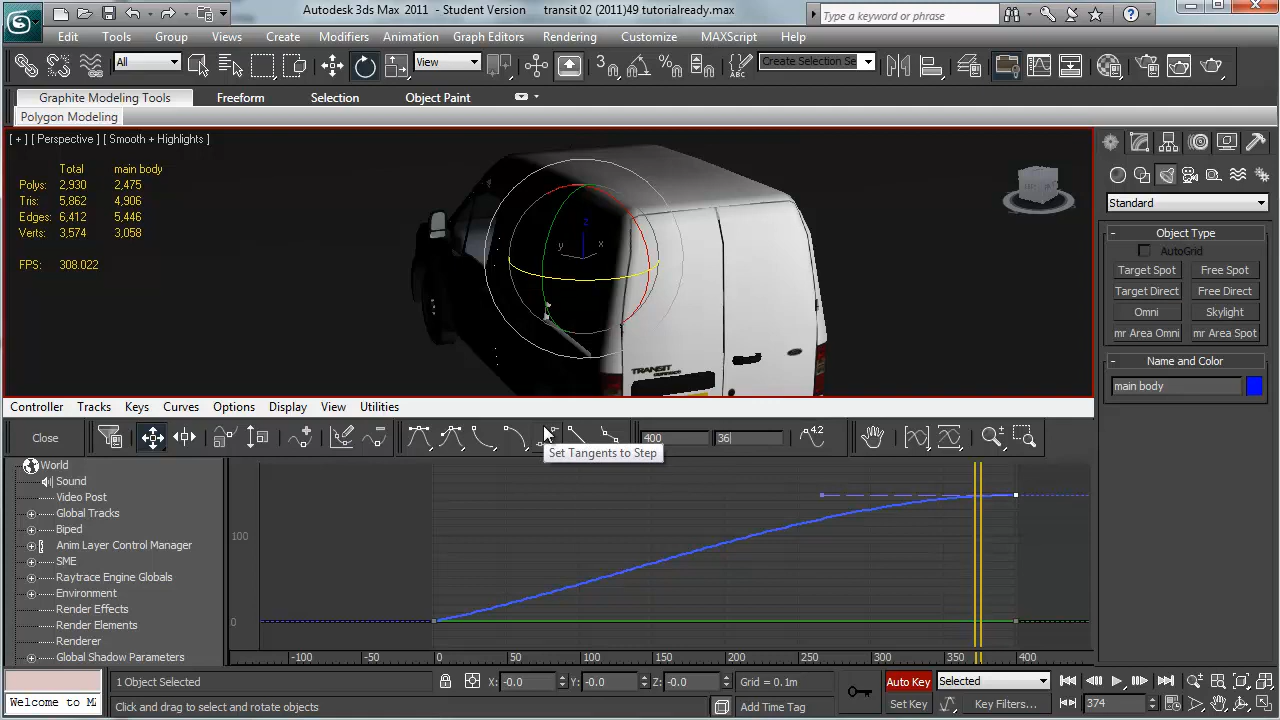 Autodesk 3ds Max 2011 - Student Version transit 02 (2011)49 tutorialready.max
Type a keyword or phrase
Edit Tools Group Views Create Modifiers Animation Graph Editors Rendering Customize MAXScript Help
All View Create Selection Se
Graphite Modeling Tools Freeform Selection Object Paint
Polygon Modeling
[ + ] [ Perspective ] [ Smooth + Highlights ]
Total main body
Polys: 2,930 2,475
Tris: 5,862 4,906
Edges: 6,412 5,446
Verts: 3,574 3,058
FPS: 308.022
z
y x
TRANSIT
Standard
- Object Type
AutoGrid
Target Spot Free Spot
Target Direct Free Direct
Omni Skylight
mr Area Omni mr Area Spot
- Name and Color
main body
Controller Tracks Keys Curves Options Display View Utilities
Close 400 36
Set Tangents to Step
World
Sound
Video Post
Global Tracks
Biped
Anim Layer Control Manager
SME
Raytrace Engine Globals
Environment
Render Effects
Render Elements
Renderer
Global Shadow Parameters
100
0
-100 -50 0 50 100 150 200 250 300 350 400
1 Object Selected X: -0.0 Y: -0.0 Z: -0.0 Grid = 0.1m Auto Key Selected
Welcome to MA Click and drag to select and rotate objects Add Time Tag Set Key Key Filters... 374